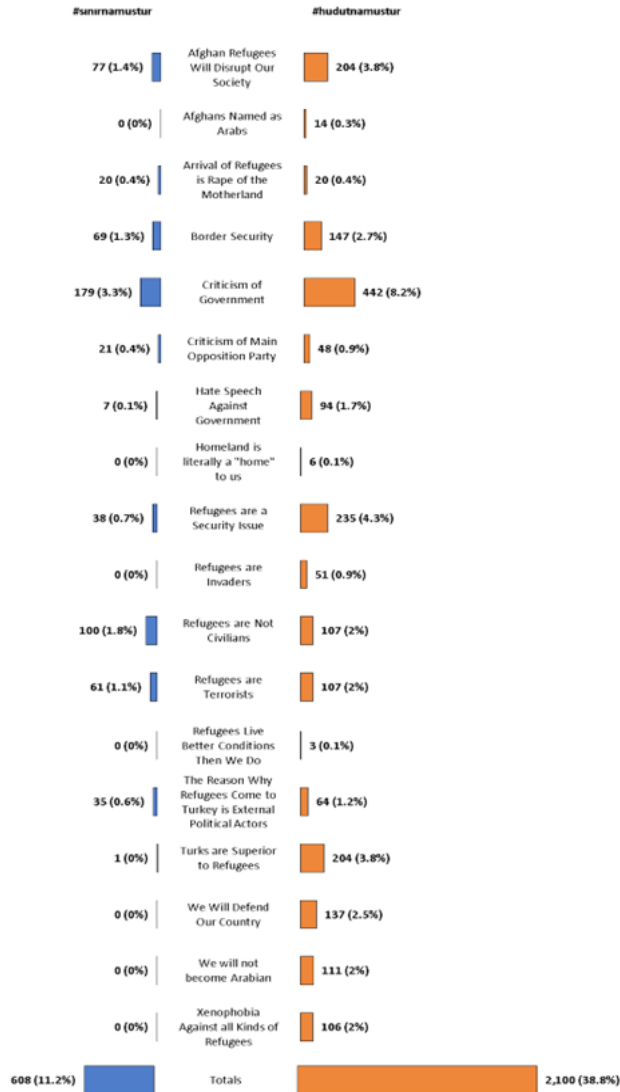 #sınırnamustur #hudutnamustur
77 (1.4%) Afghan Refugees Will Disrupt Our Society 204 (3.8%)
0 (0%) Afghans Named as Arabs 14 (0.3%)
20 (0.4%) Arrival of Refugees is Rape of the Motherland 20 (0.4%)
69 (1.3%) Border Security 147 (2.7%)
179 (3.3%) Criticism of Government 442 (8.2%)
21 (0.4%) Criticism of Main Opposition Party 48 (0.9%)
7 (0.1%) Hate Speech Against Government 94 (1.7%)
0 (0%) Homeland is literally a "home" to us 6 (0.1%)
38 (0.7%) Refugees are a Security Issue 235 (4.3%)
0 (0%) Refugees are Invaders 51 (0.9%)
100 (1.8%) Refugees are Not Civilians 107 (2%)
61 (1.1%) Refugees are Terrorists 107 (2%)
0 (0%) Refugees Live Better Conditions Then We Do 3 (0.1%)
35 (0.6%) The Reason Why Refugees Come to Turkey is External Political Actors 64 (1.2%)
1 (0%) Turks are Superior to Refugees 204 (3.8%)
0 (0%) We Will Defend Our Country 137 (2.5%)
0 (0%) We will not become Arabian 111 (2%)
0 (0%) Xenophobia Against all Kinds of Refugees 106 (2%)
608 (11.2%) Totals 2,100 (38.8%)